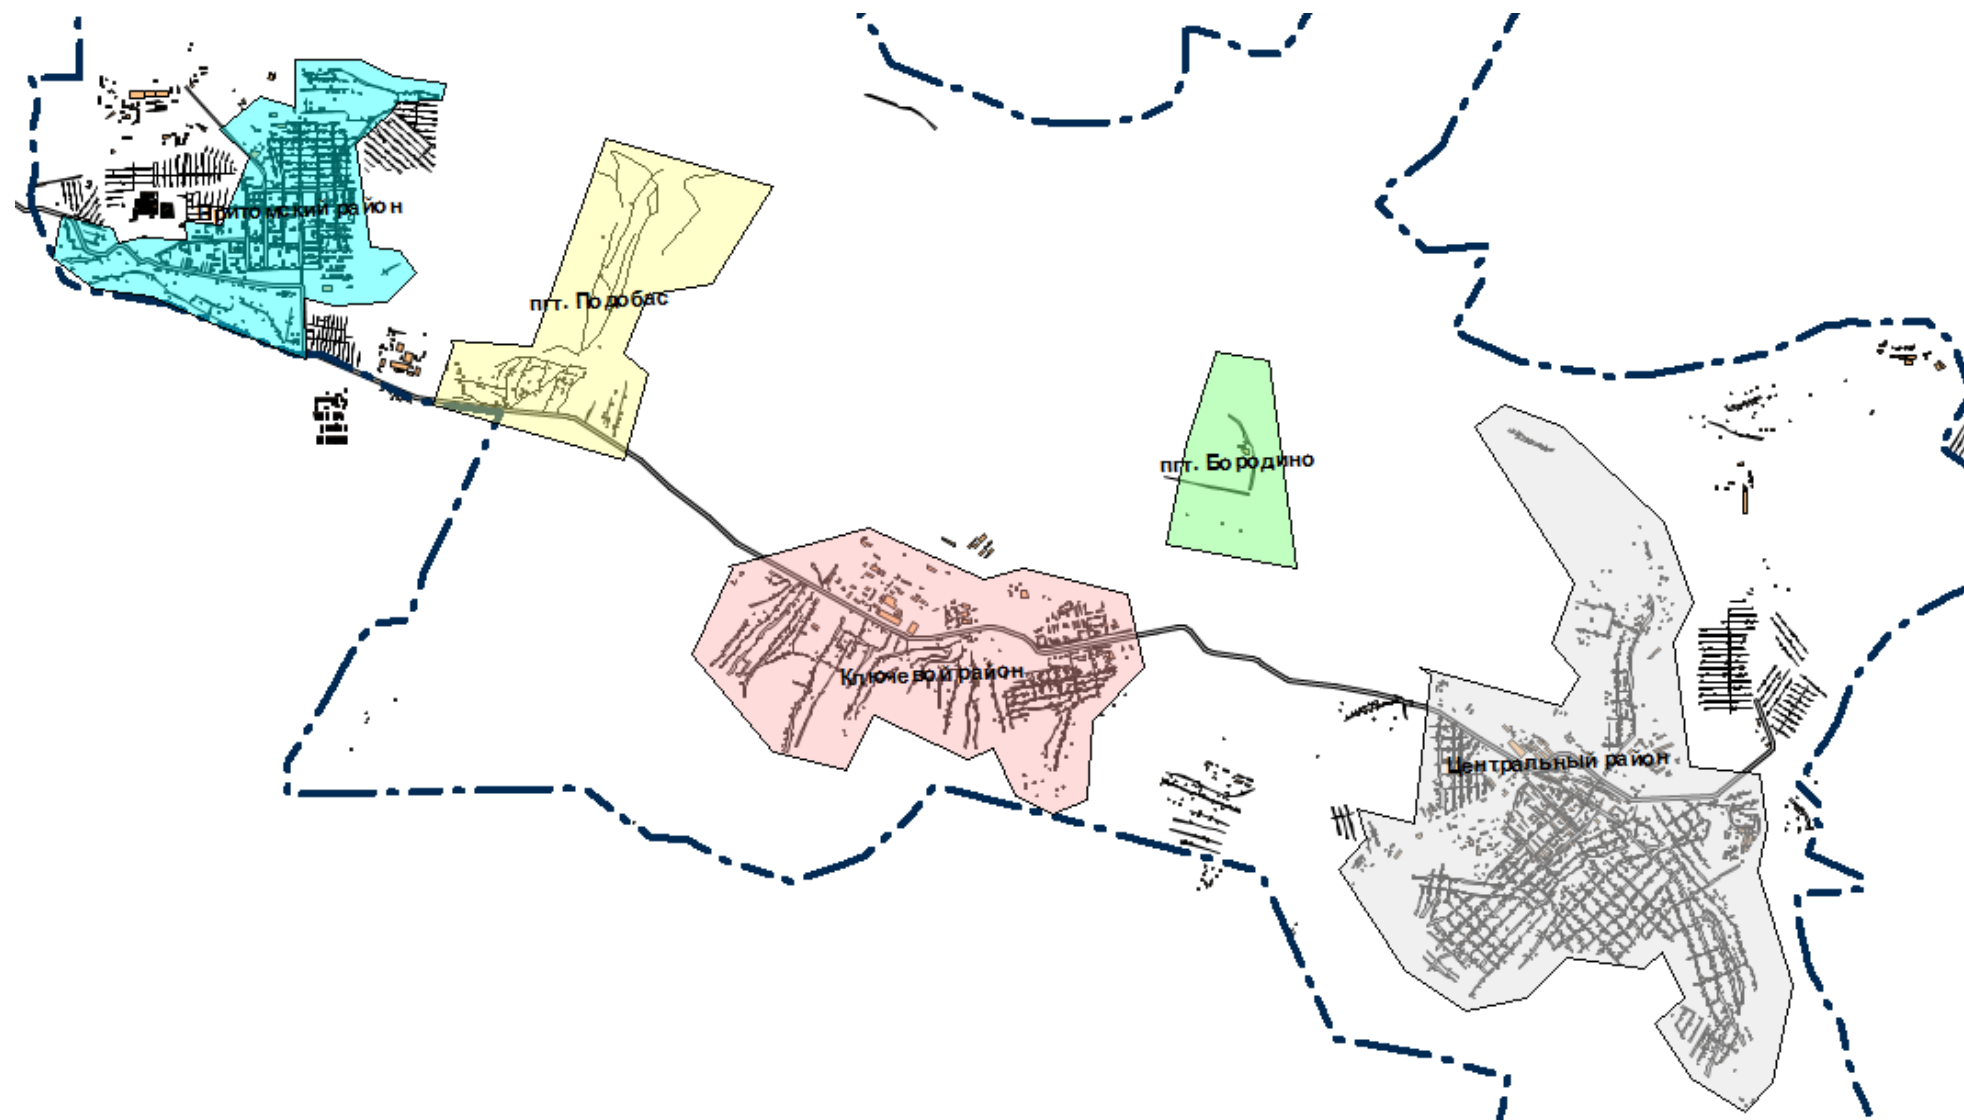 Притомский район
пгт. Подобас
пгт. Бородино
Ключевой район
Центральный район